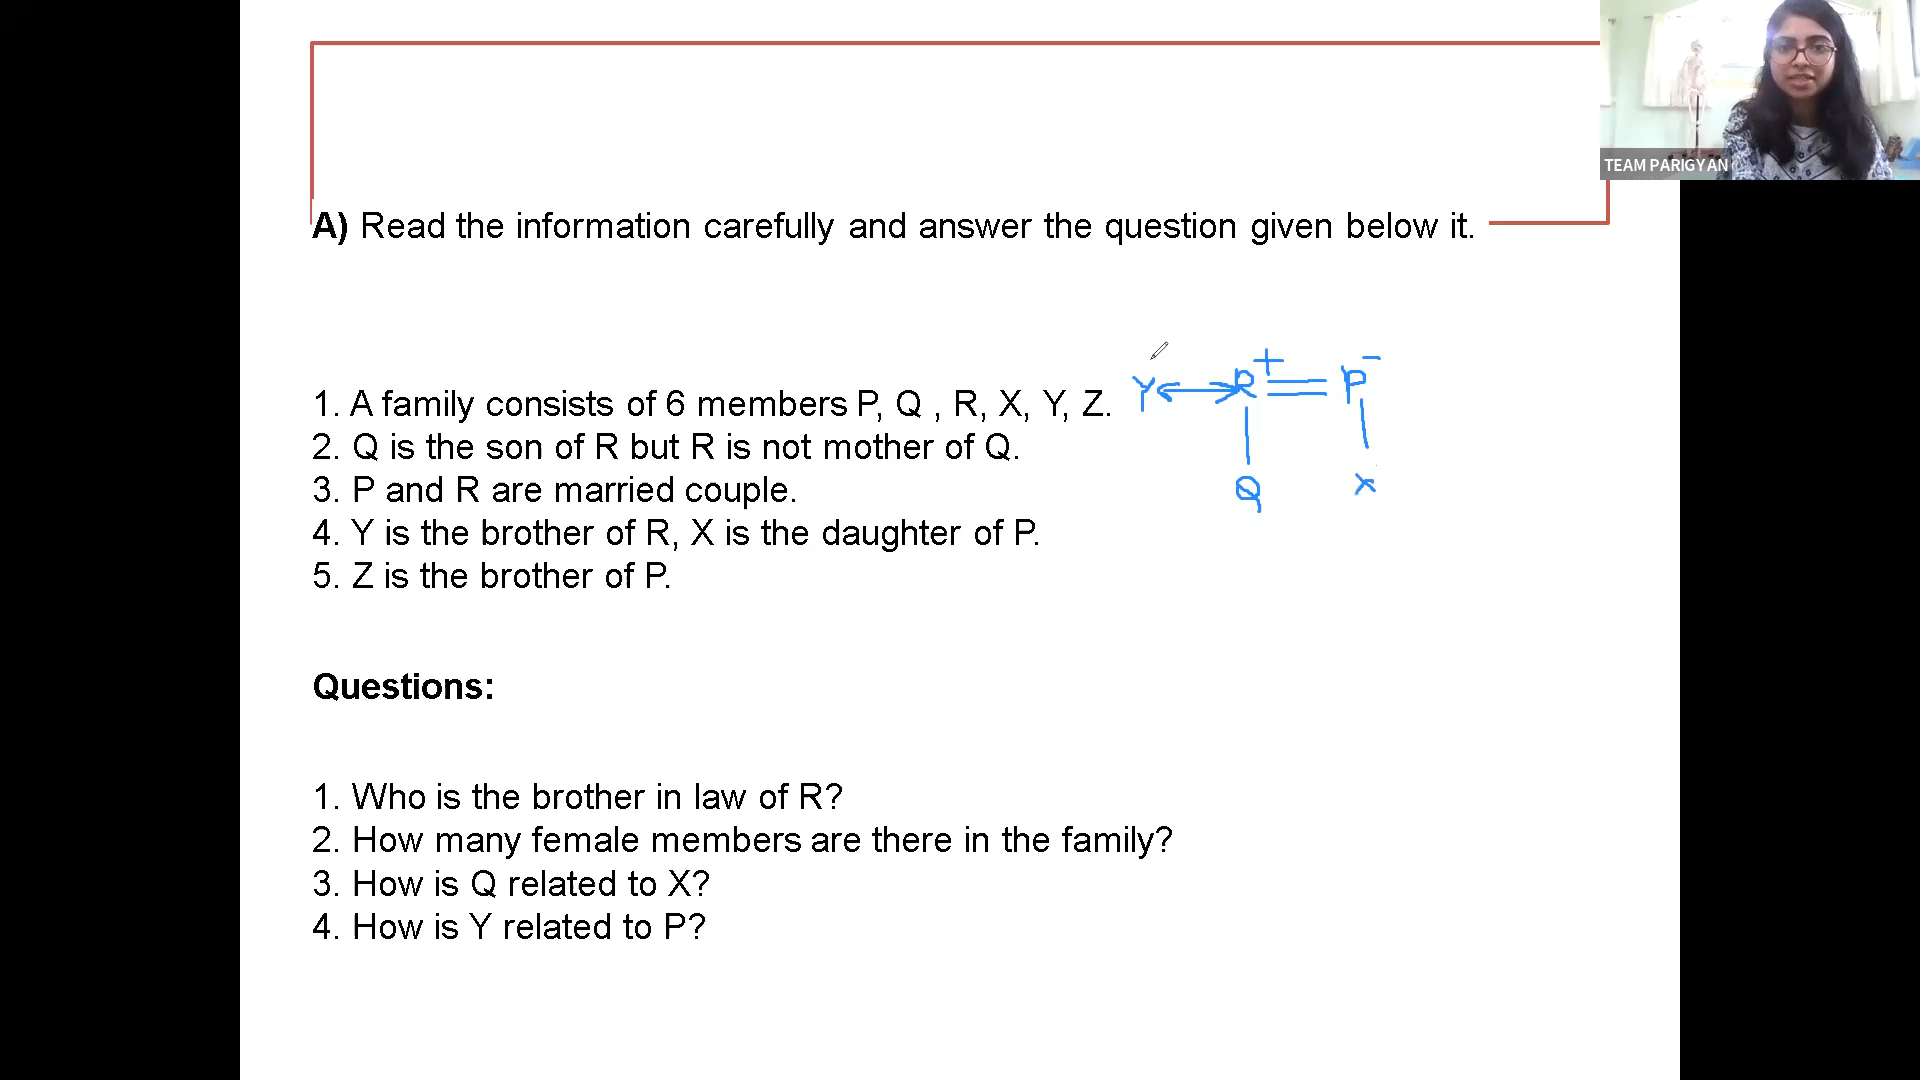 TEAM PARIGYAN
A) Read the information carefully and answer the question given below it.
1. A family consists of 6 members P, Q , R, X, Y, Z.
2. Q is the son of R but R is not mother of Q.
3. P and R are married couple.
4. Y is the brother of R, X is the daughter of P.
5. Z is the brother of P.
Y ↔ R + = P -
Q X
Questions:
1. Who is the brother in law of R?
2. How many female members are there in the family?
3. How is Q related to X?
4. How is Y related to P?